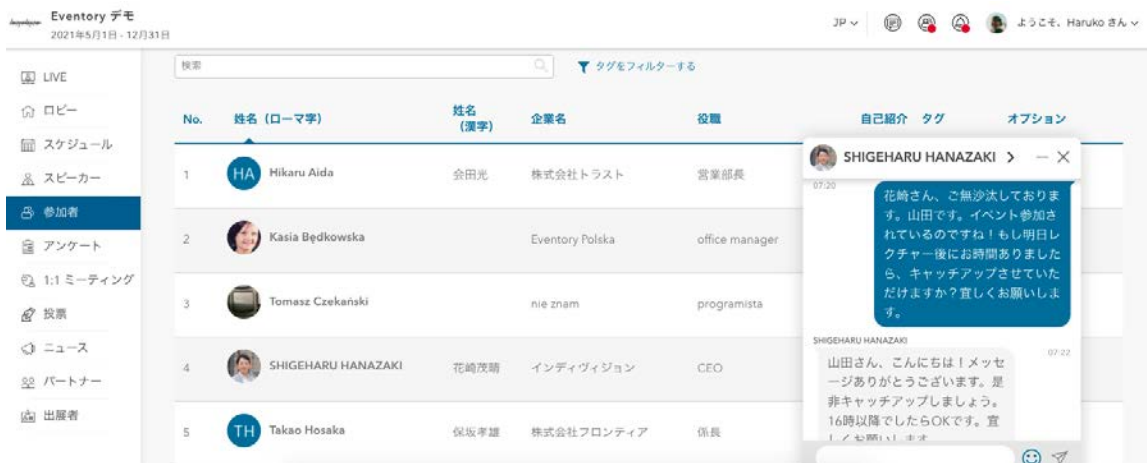 Eventory デモ
2021年5月1日 - 12月31日
JP
ようこそ、Haruko さん
LIVE
ロビー
スケジュール
スピーカー
参加者
アンケート
1:1 ミーティング
投票
ニュース
パートナー
出展者
検索
タグをフィルターする
No.
姓名（ローマ字）
姓名
（漢字）
企業名
役職
自己紹介
タグ
オプション
1 HA Hikaru Aida 会田光 株式会社トラスト 営業部長
2 Kasia Będkowska Eventory Polska office manager
3 Tomasz Czekański nie znam programista
4 SHIGEHARU HANAZAKI 花崎茂晴 インディヴィジョン CEO
5 TH Takao Hosaka 保坂孝雄 株式会社フロンティア 係長
SHIGEHARU HANAZAKI
07:20
花崎さん、ご無沙汰しておりま
す。山田です。イベント参加さ
れているのですね！もし明日レ
クチャー後にお時間ありました
ら、キャッチアップさせていた
だけますか？宜しくお願いしま
す。
SHIGEHARU HANAZAKI
07:22
山田さん、こんにちは！メッセ
ージありがとうございます。是
非キャッチアップしましょう。
16時以降でしたらOKです。宜
しくお願いします